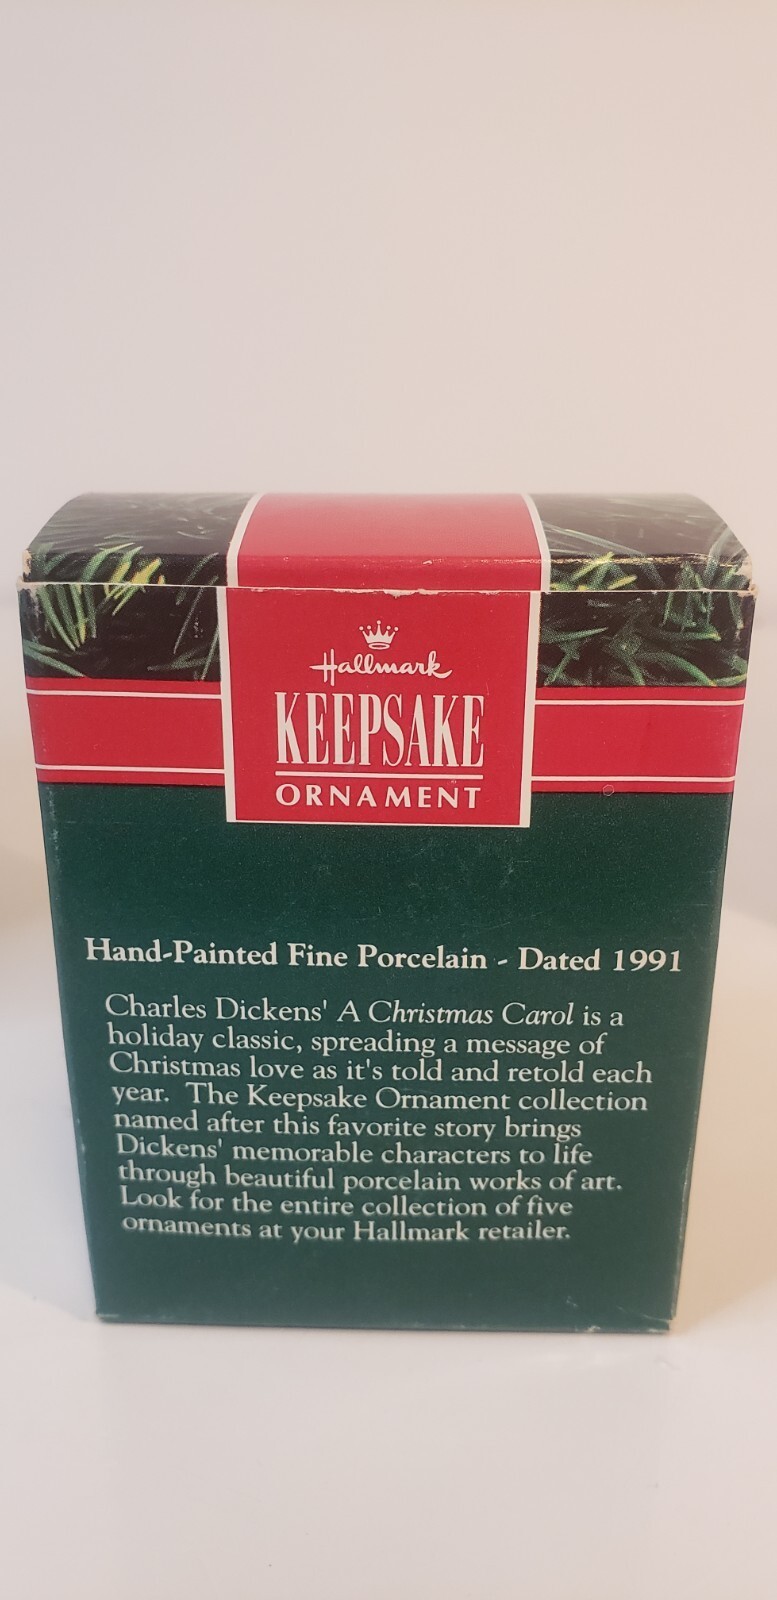 Hallmark
KEEPSAKE
ORNAMENT
Hand-Painted Fine Porcelain - Dated 1991
Charles Dickens' A Christmas Carol is a
holiday classic, spreading a message of
Christmas love as it's told and retold each
year. The Keepsake Ornament collection
named after this favorite story brings
Dickens' memorable characters to life
through beautiful porcelain works of art.
Look for the entire collection of five
ornaments at your Hallmark retailer.